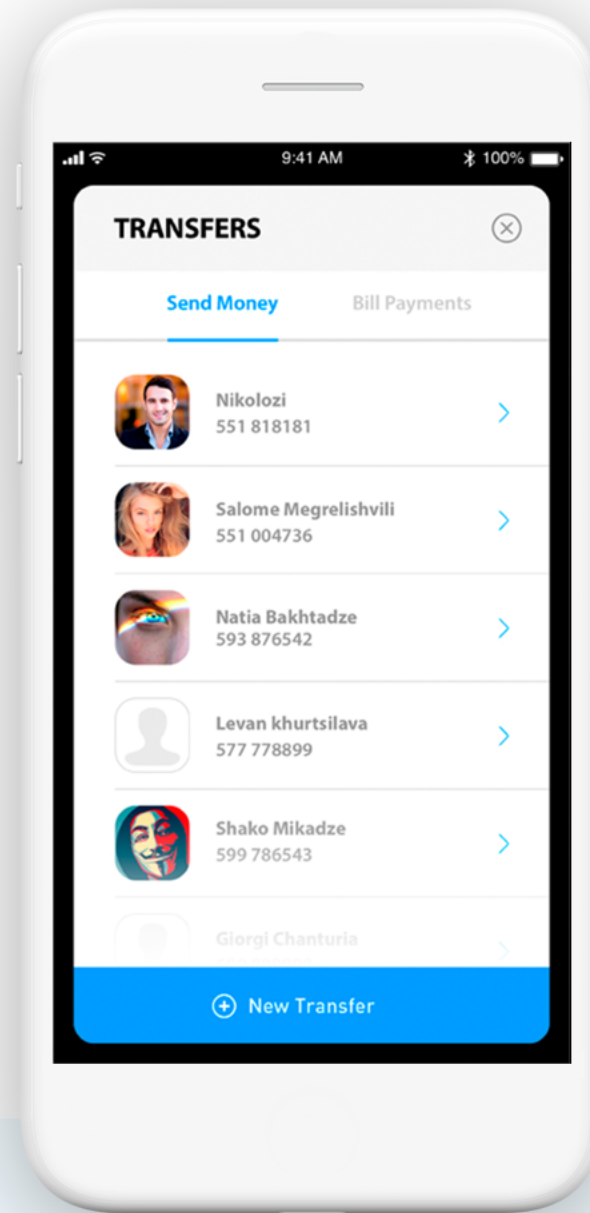 9:41 AM
100%
TRANSFERS
Send Money
Bill Payments
Nikolozi
551 818181
Salome Megrelishvili
551 004736
Natia Bakhtadze
593 876542
Levan khurtsilava
577 778899
Shako Mikadze
599 786543
Giorgi Chanturia
New Transfer